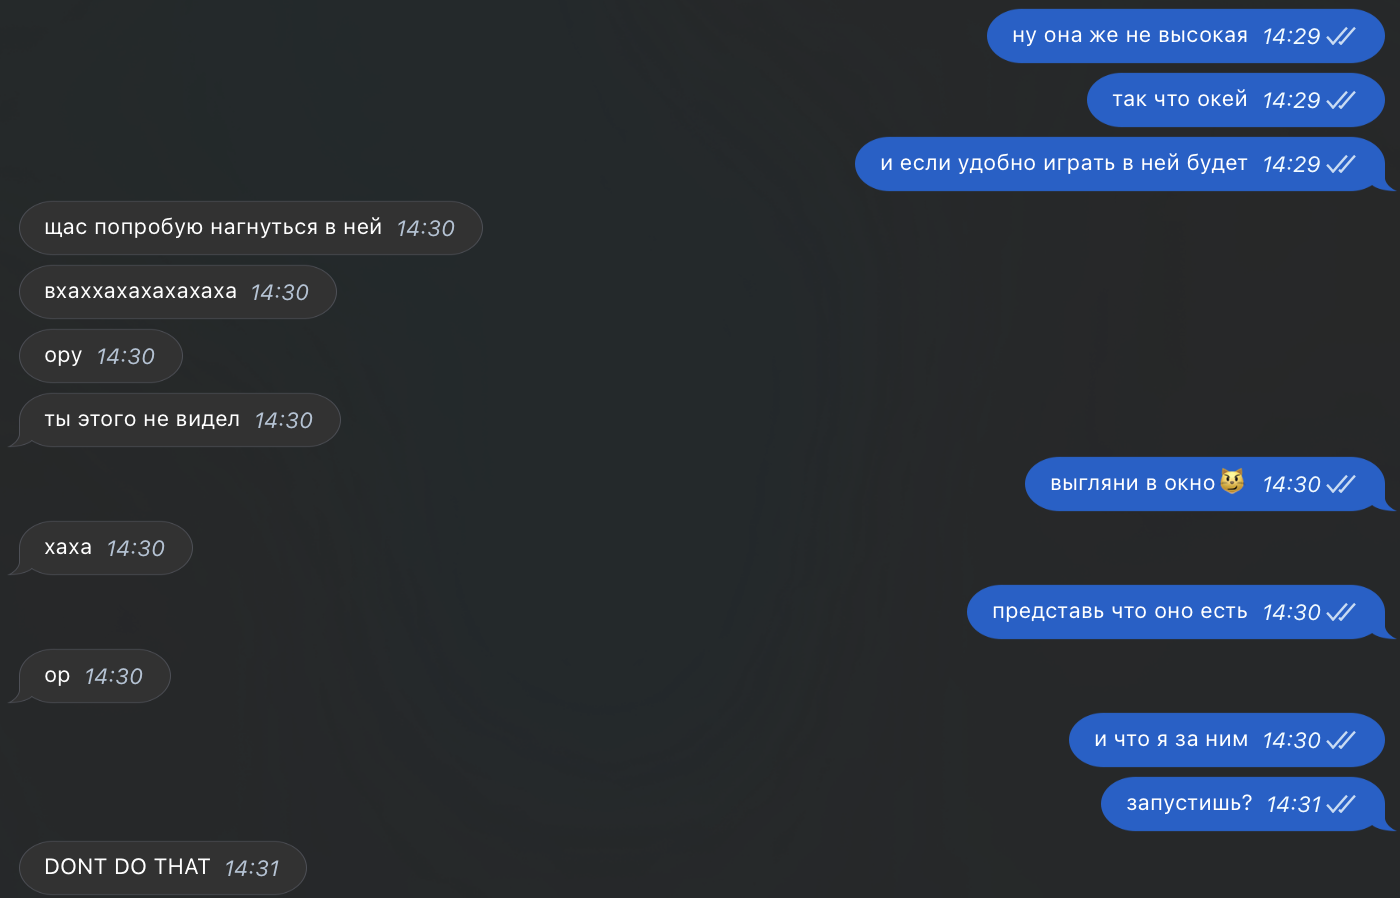 ну она же не высокая 14:29
так что окей 14:29
и если удобно играть в ней будет 14:29
щас попробую нагнуться в ней 14:30
вхаххахахахахаха 14:30
ору 14:30
ты этого не видел 14:30
выгляни в окно😼 14:30
хаха 14:30
представь что оно есть 14:30
ор 14:30
и что я за ним 14:30
запустишь? 14:31
DONT DO THAT 14:31